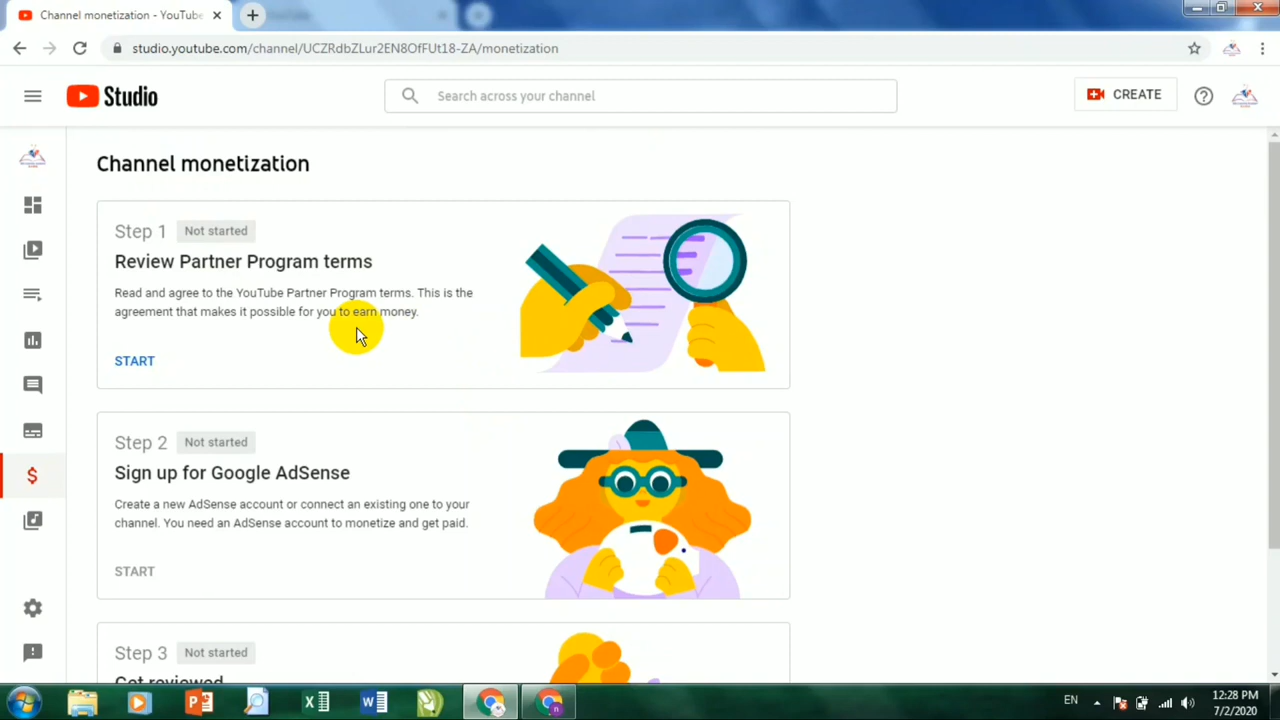 Channel monetization - YouTube
studio.youtube.com/channel/UCZRdbZLur2EN8OfFUt18-ZA/monetization
Studio
Search across your channel
CREATE
Channel monetization
Step 1 Not started
Review Partner Program terms
Read and agree to the YouTube Partner Program terms. This is the
agreement that makes it possible for you to earn money.
START
Step 2 Not started
Sign up for Google AdSense
Create a new AdSense account or connect an existing one to your
channel. You need an AdSense account to monetize and get paid.
START
Step 3 Not started
Get reviewed
EN
12:28 PM
7/2/2020